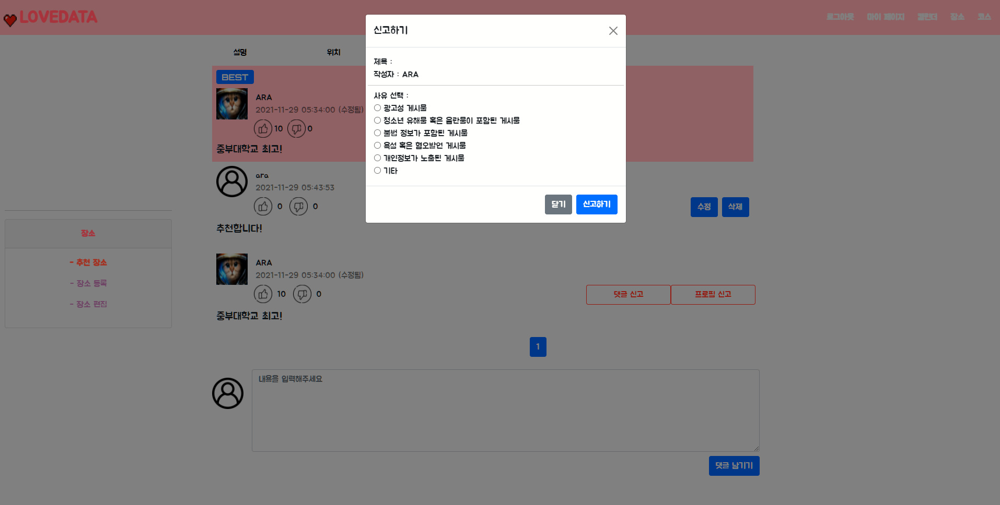 LOVEDATA
로그아웃 마이 페이지 캘린더 장소 코스
신고하기
제목 :
작성자 : ARA
사유 선택 :
광고성 게시물
청소년 유해물 혹은 음란물이 포함된 게시물
불법 정보가 포함된 게시물
욕설 혹은 혐오발언 게시물
개인정보가 노출된 게시물
기타
닫기 신고하기
설명 위치
BEST
ARA
2021-11-29 05:34:00 (수정됨)
10 0
중부대학교 최고!
ara
2021-11-29 05:43:53
0 0
수정 삭제
추천합니다!
장소
- 추천 장소
- 장소 등록
- 장소 편집
ARA
2021-11-29 05:34:00 (수정됨)
10 0
댓글 신고 프로필 신고
중부대학교 최고!
1
내용을 입력해주세요
댓글 남기기